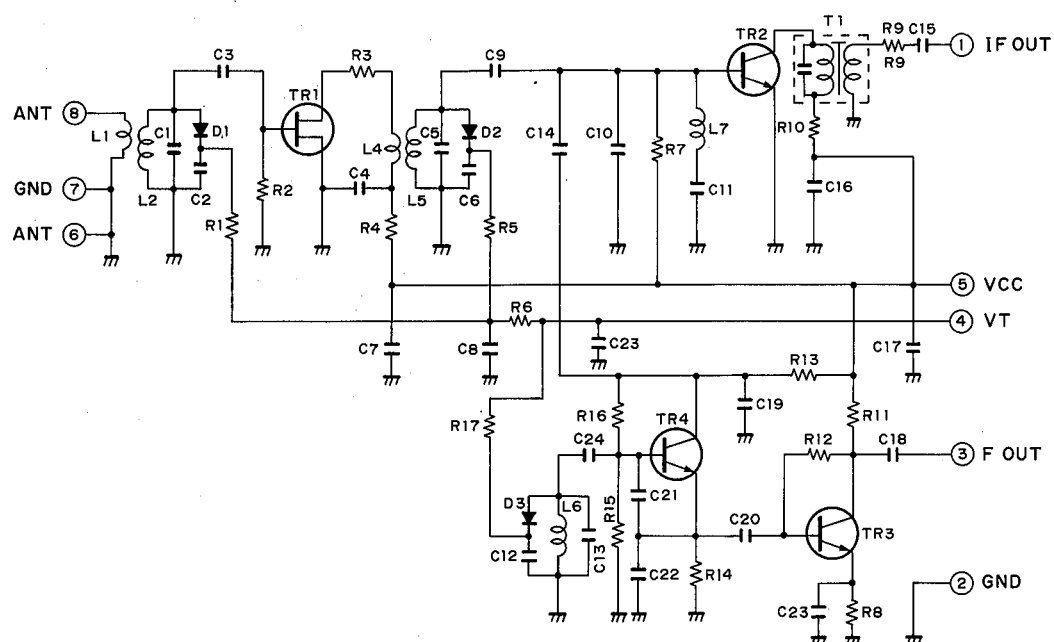 T1
C3
R3
C9
TR2
R9
C15
1 IF OUT
R9
ANT 8
L1
C1
D1
TR1
L4
C5
D2
C14
C10
R7
L7
R10
GND 7
L2
C2
R2
C4
L5
C6
C11
C16
ANT 6
R1
R4
R5
5 VCC
R6
4 VT
C7
C8
C23
C17
R13
R17
R16
TR4
C19
R11
C24
R12
C18
3 F OUT
D3
L6
R15
C21
C20
TR3
C12
C13
C22
R14
2 GND
C23
R8